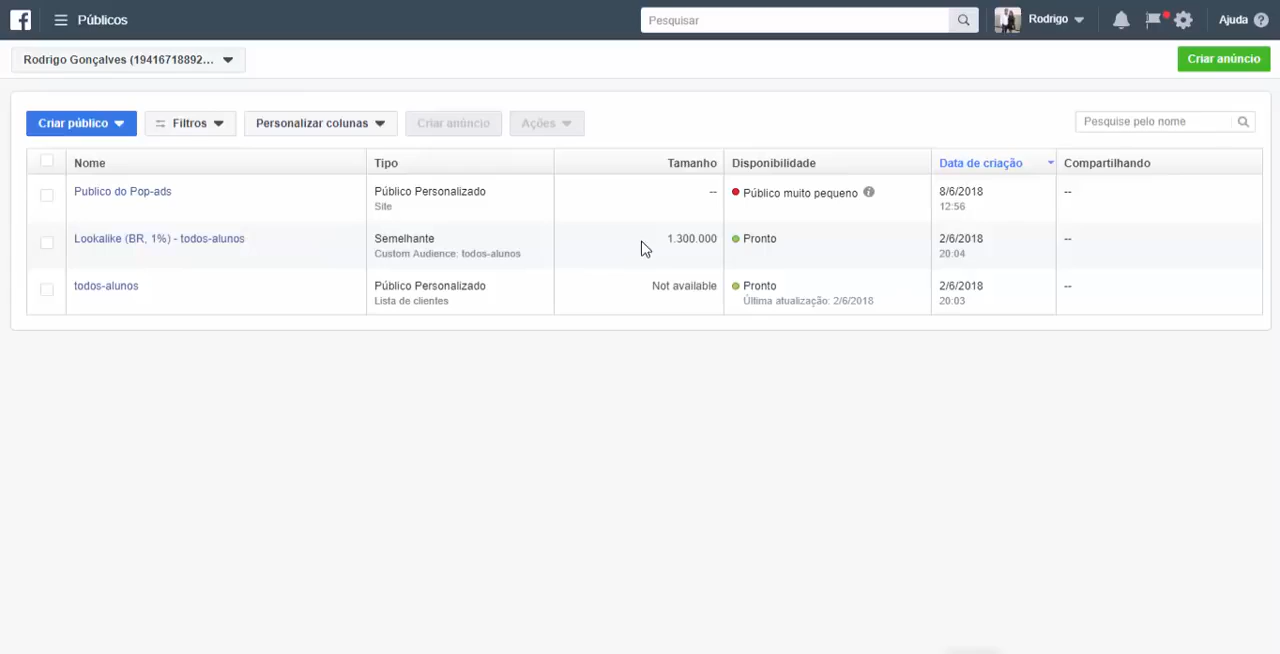 Públicos
Pesquisar
Rodrigo
Ajuda
Rodrigo Gonçalves (19416718892...
Criar anúncio
Criar público
Filtros
Personalizar colunas
Criar anúncio
Ações
Pesquise pelo nome
Nome
Tipo
Tamanho
Disponibilidade
Data de criação
Compartilhando
Publico do Pop-ads
Público Personalizado
Site
--
Público muito pequeno
8/6/2018
12:56
--
Lookalike (BR, 1%) - todos-alunos
Semelhante
Custom Audience: todos-alunos
1.300.000
Pronto
2/6/2018
20:04
--
todos-alunos
Público Personalizado
Lista de clientes
Not available
Pronto
Última atualização: 2/6/2018
2/6/2018
20:03
--